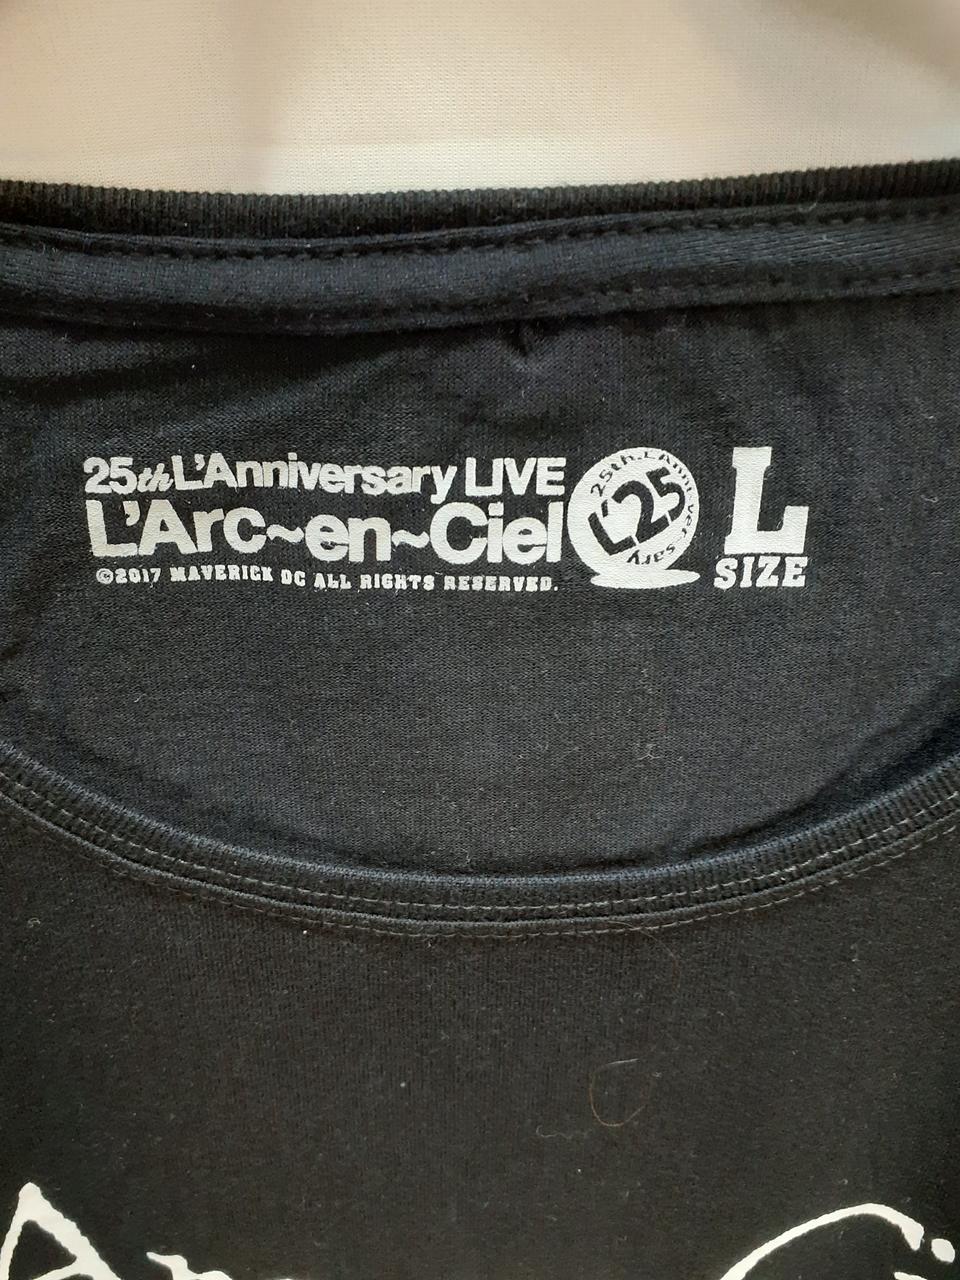 25th L'Anniversary LIVE
L'Arc~en~Ciel
©2017 MAVERICK DC ALL RIGHTS RESERVED.
25th L'Anniversary
L'25
L
SIZE